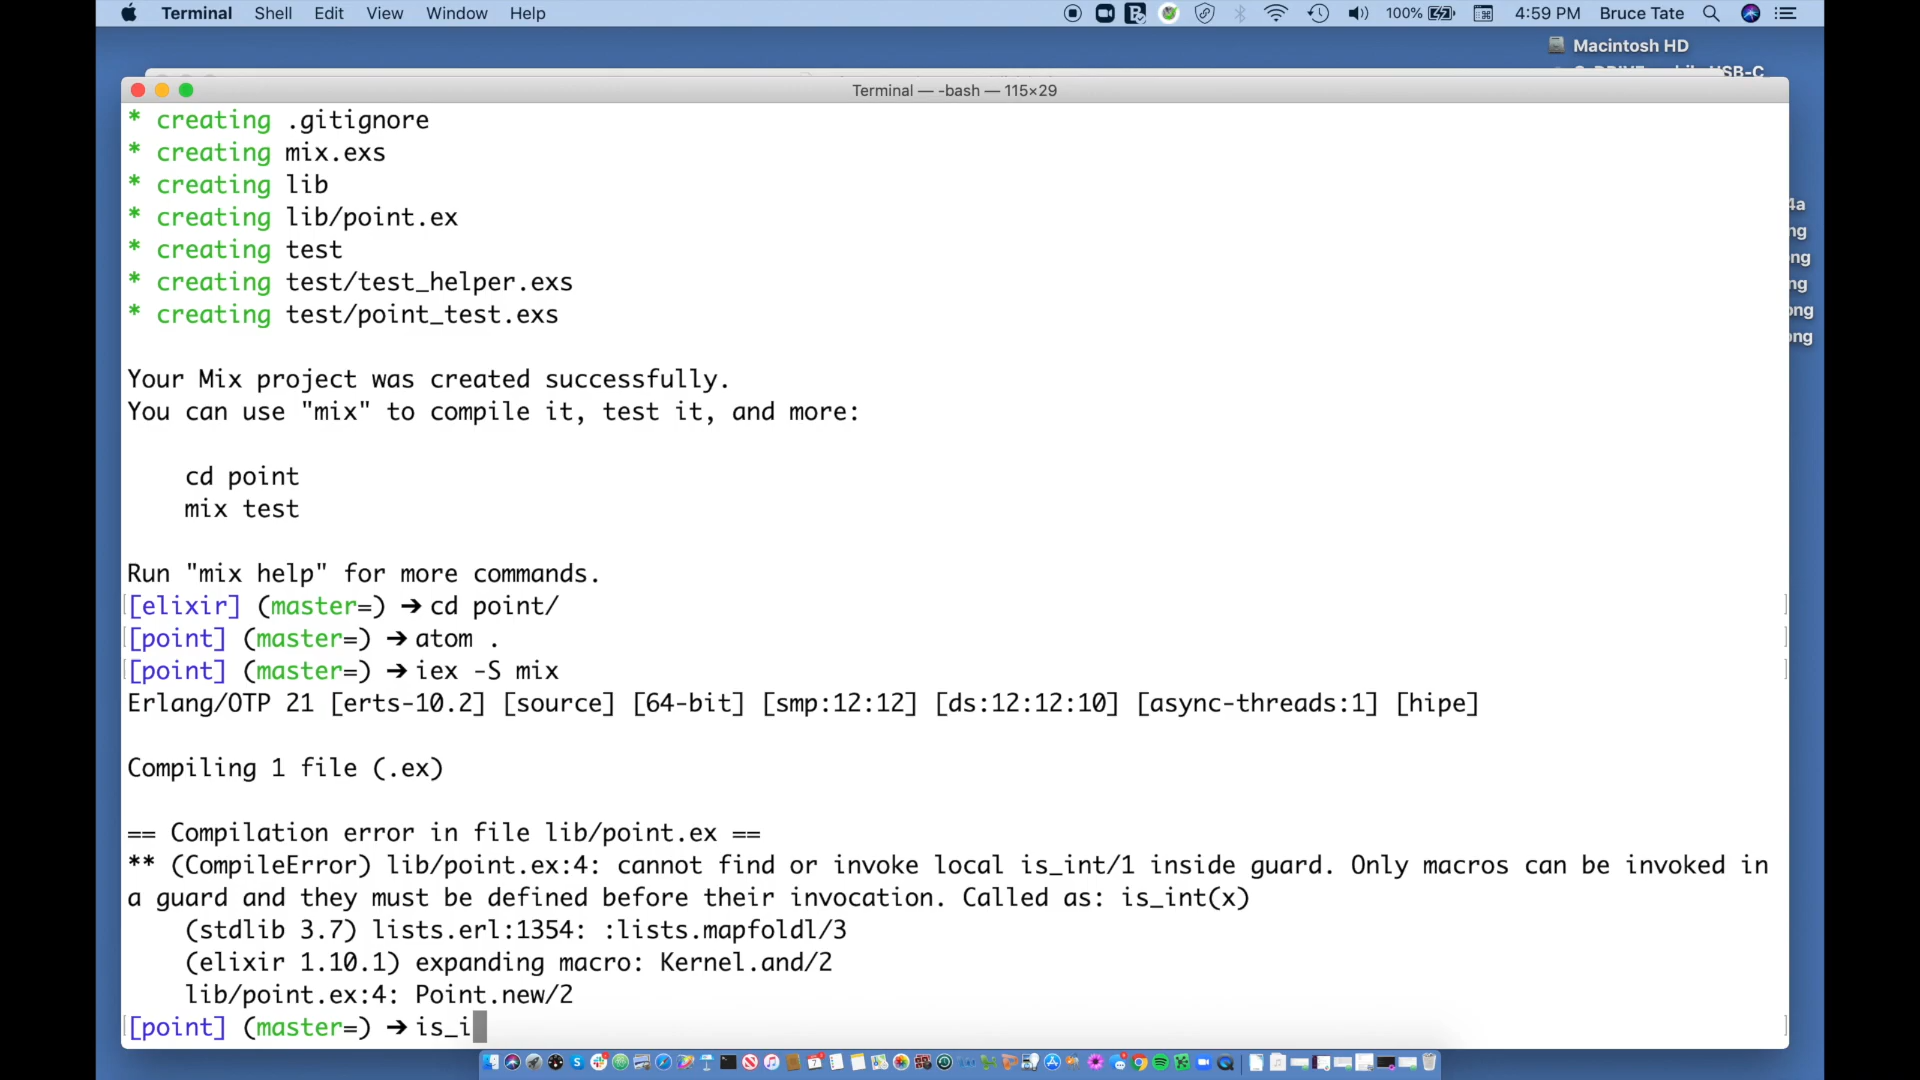 Terminal Shell Edit View Window Help 100% 4:59 PM Bruce Tate
Macintosh HD
USB-C
Terminal — -bash — 115×29
* creating .gitignore
* creating mix.exs
* creating lib
* creating lib/point.ex
* creating test
* creating test/test_helper.exs
* creating test/point_test.exs
Your Mix project was created successfully.
You can use "mix" to compile it, test it, and more:
cd point
mix test
Run "mix help" for more commands.
[elixir] (master=) ➔ cd point/
[point] (master=) ➔ atom .
[point] (master=) ➔ iex -S mix
Erlang/OTP 21 [erts-10.2] [source] [64-bit] [smp:12:12] [ds:12:12:10] [async-threads:1] [hipe]
Compiling 1 file (.ex)
== Compilation error in file lib/point.ex ==
** (CompileError) lib/point.ex:4: cannot find or invoke local is_int/1 inside guard. Only macros can be invoked in
a guard and they must be defined before their invocation. Called as: is_int(x)
(stdlib 3.7) lists.erl:1354: :lists.mapfoldl/3
(elixir 1.10.1) expanding macro: Kernel.and/2
lib/point.ex:4: Point.new/2
[point] (master=) ➔ is_i